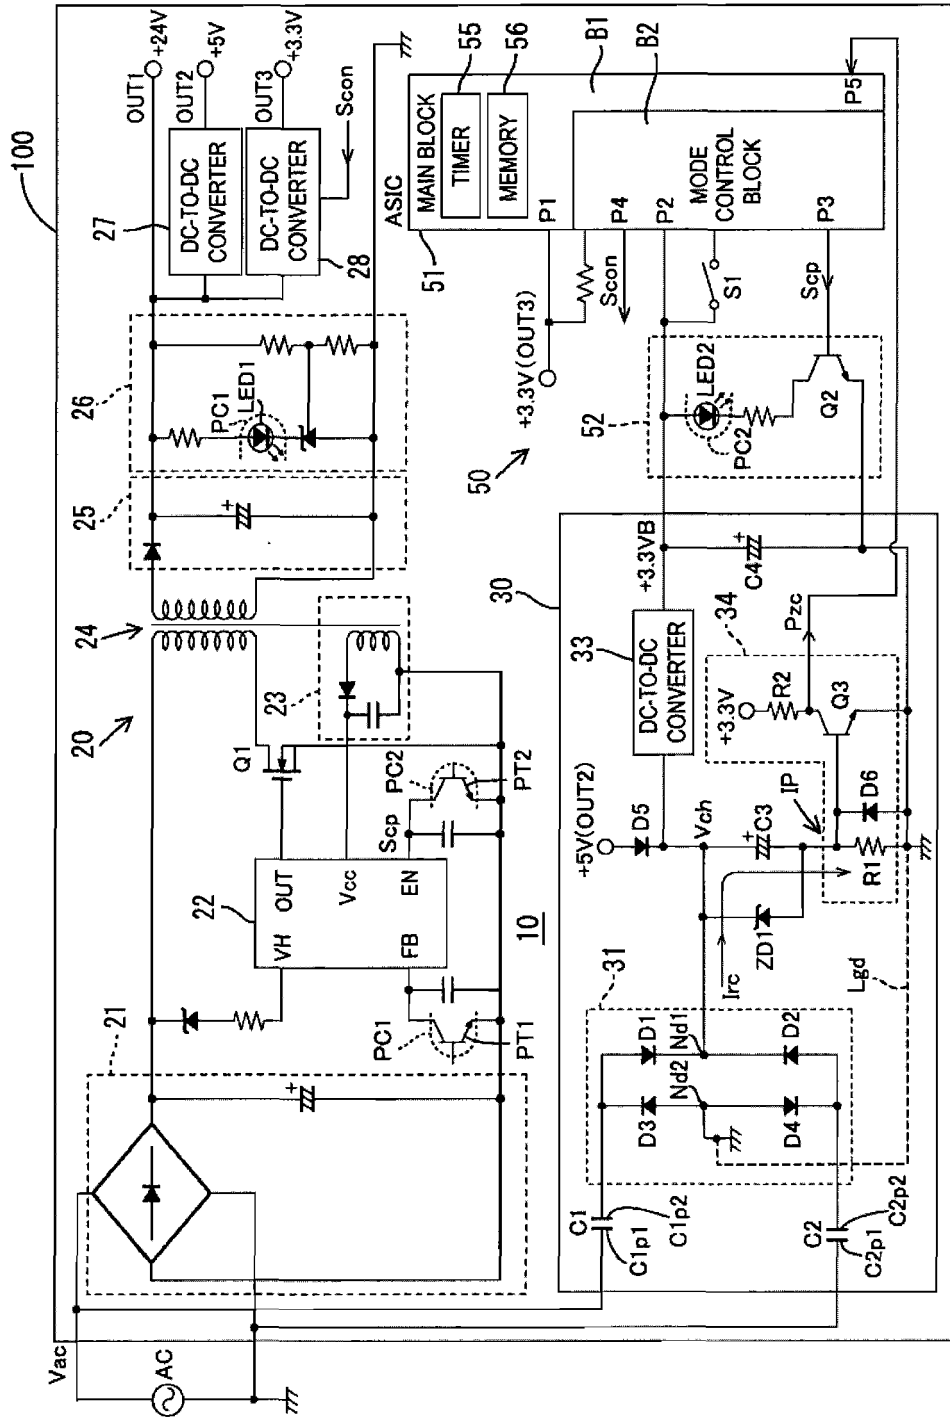 100
Vac
AC
21
20
24
25
26
PC1
LED1
27
DC-TO-DC
CONVERTER
DC-TO-DC
CONVERTER
28
OUT1
+24V
OUT2
+5V
OUT3
+3.3V
Scon
22
VH
OUT
Vcc
FB
EN
Q1
23
PC1
PT1
Scp
PC2
PT2
10
50
+3.3V(OUT3)
ASIC
51
MAIN BLOCK
TIMER
MEMORY
55
56
B1
B2
P1
P4
P2
MODE
CONTROL
BLOCK
P3
P5
Scon
S1
Scp
52
LED2
PC2
Q2
30
C1
C1p1
C1p2
C2
C2p1
C2p2
31
D1
D3
Nd1
Nd2
D2
D4
Irc
ZD1
Lgd
+5V(OUT2)
D5
Vch
C3
IP
R1
D6
33
DC-TO-DC
CONVERTER
+3.3VB
C4
34
+3.3V
R2
Q3
Pzc